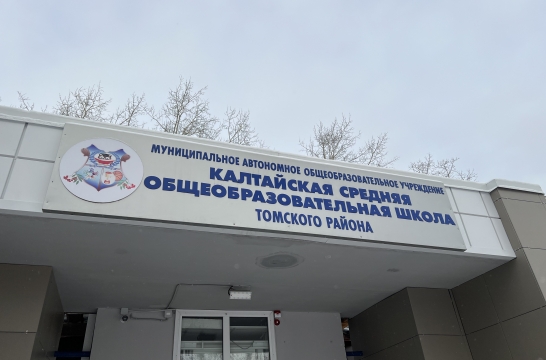 МУНИЦИПАЛЬНОЕ АВТОНОМНОЕ ОБЩЕОБРАЗОВАТЕЛЬНОЕ УЧРЕЖДЕНИЕ
КАЛТАЙСКАЯ СРЕДНЯЯ
ОБЩЕОБРАЗОВАТЕЛЬНАЯ ШКОЛА
ТОМСКОГО РАЙОНА